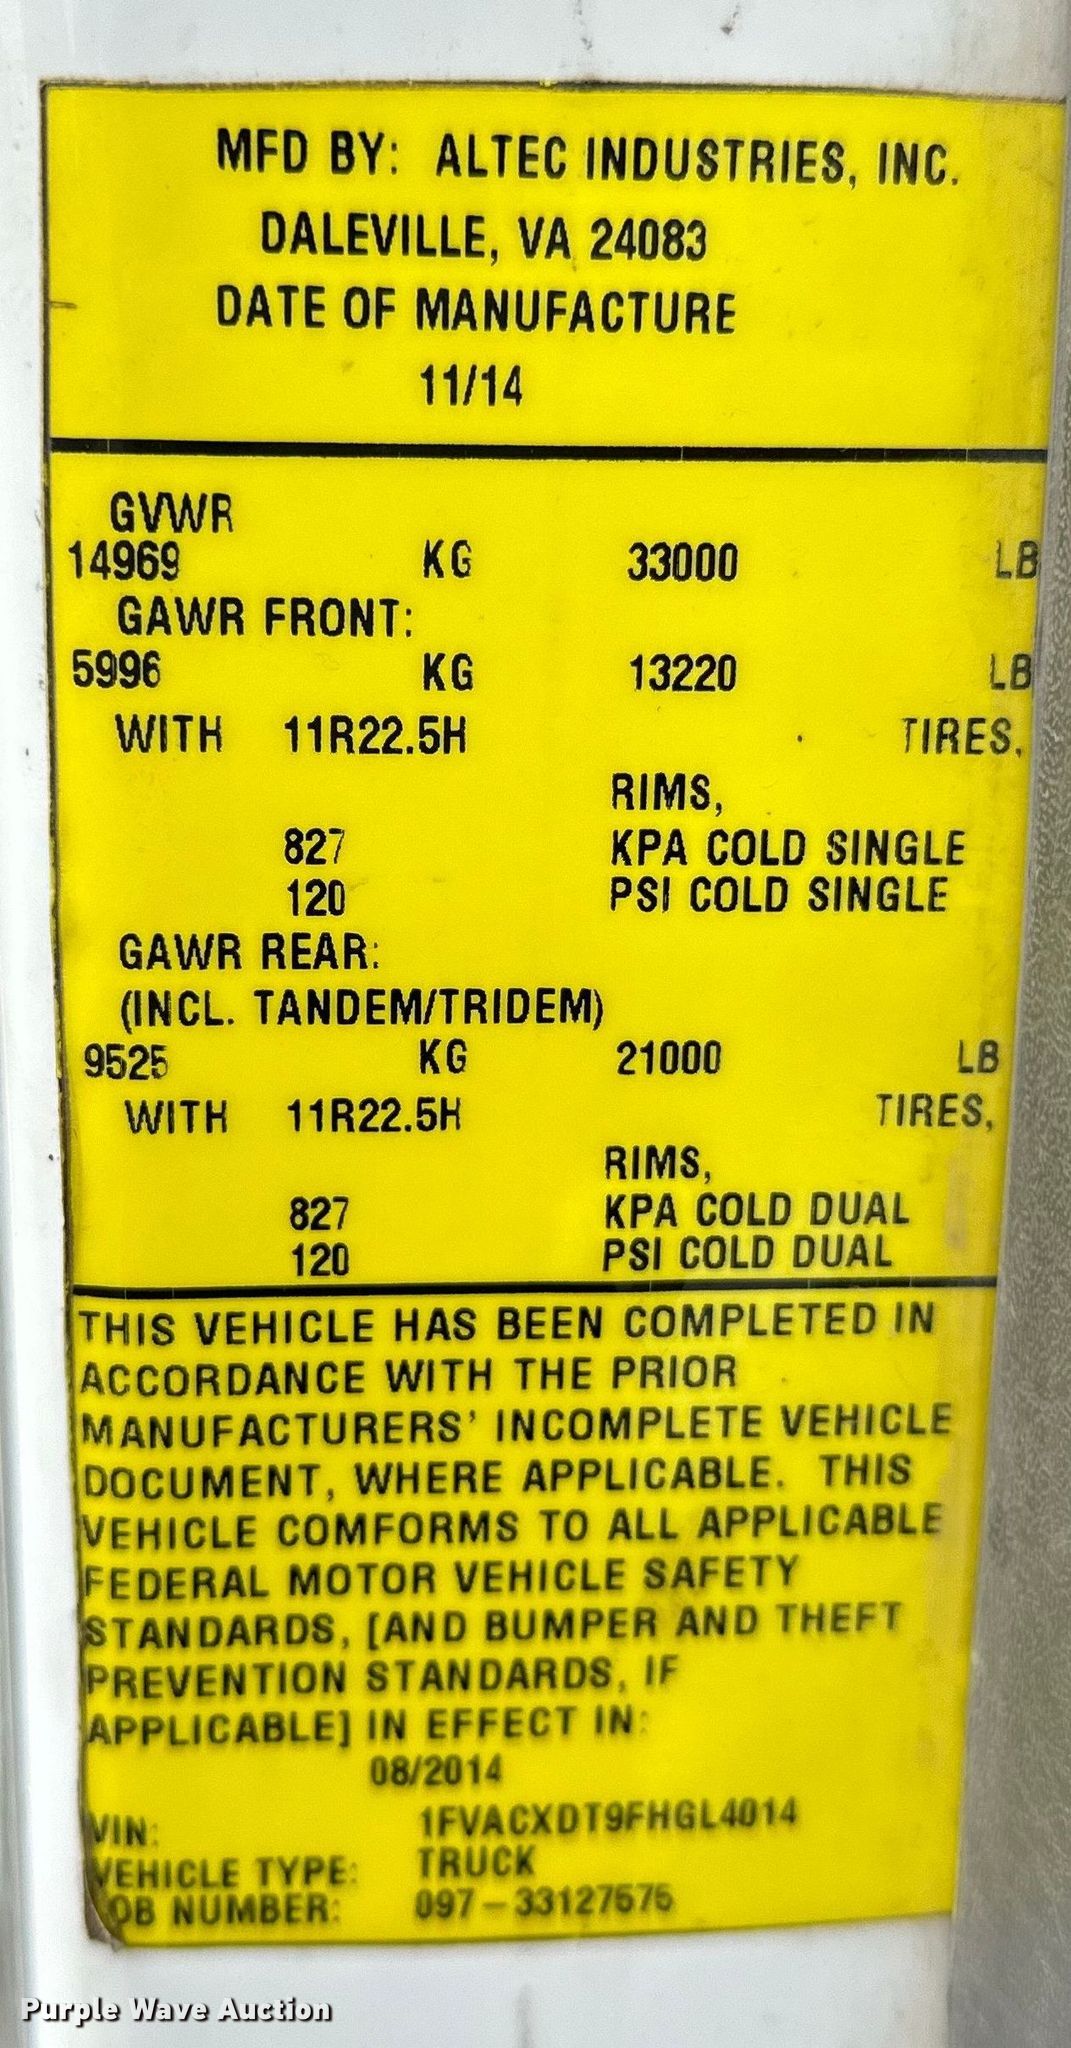 MFD BY: ALTEC INDUSTRIES, INC.
DALEVILLE, VA 24083
DATE OF MANUFACTURE
11/14
GVWR
14969 KG 33000 LB
GAWR FRONT:
5996 KG 13220 LB
WITH 11R22.5H TIRES,
RIMS,
827 KPA COLD SINGLE
120 PSI COLD SINGLE
GAWR REAR:
(INCL. TANDEM/TRIDEM)
9525 KG 21000 LB
WITH 11R22.5H TIRES,
RIMS,
827 KPA COLD DUAL
120 PSI COLD DUAL
THIS VEHICLE HAS BEEN COMPLETED IN
ACCORDANCE WITH THE PRIOR
MANUFACTURERS' INCOMPLETE VEHICLE
DOCUMENT, WHERE APPLICABLE. THIS
VEHICLE COMFORMS TO ALL APPLICABLE
FEDERAL MOTOR VEHICLE SAFETY
STANDARDS, [AND BUMPER AND THEFT
PREVENTION STANDARDS, IF
APPLICABLE] IN EFFECT IN:
08/2014
VIN: 1FVACXDT9FHGL4014
VEHICLE TYPE: TRUCK
OB NUMBER: 097-33127575
Purple Wave Auction